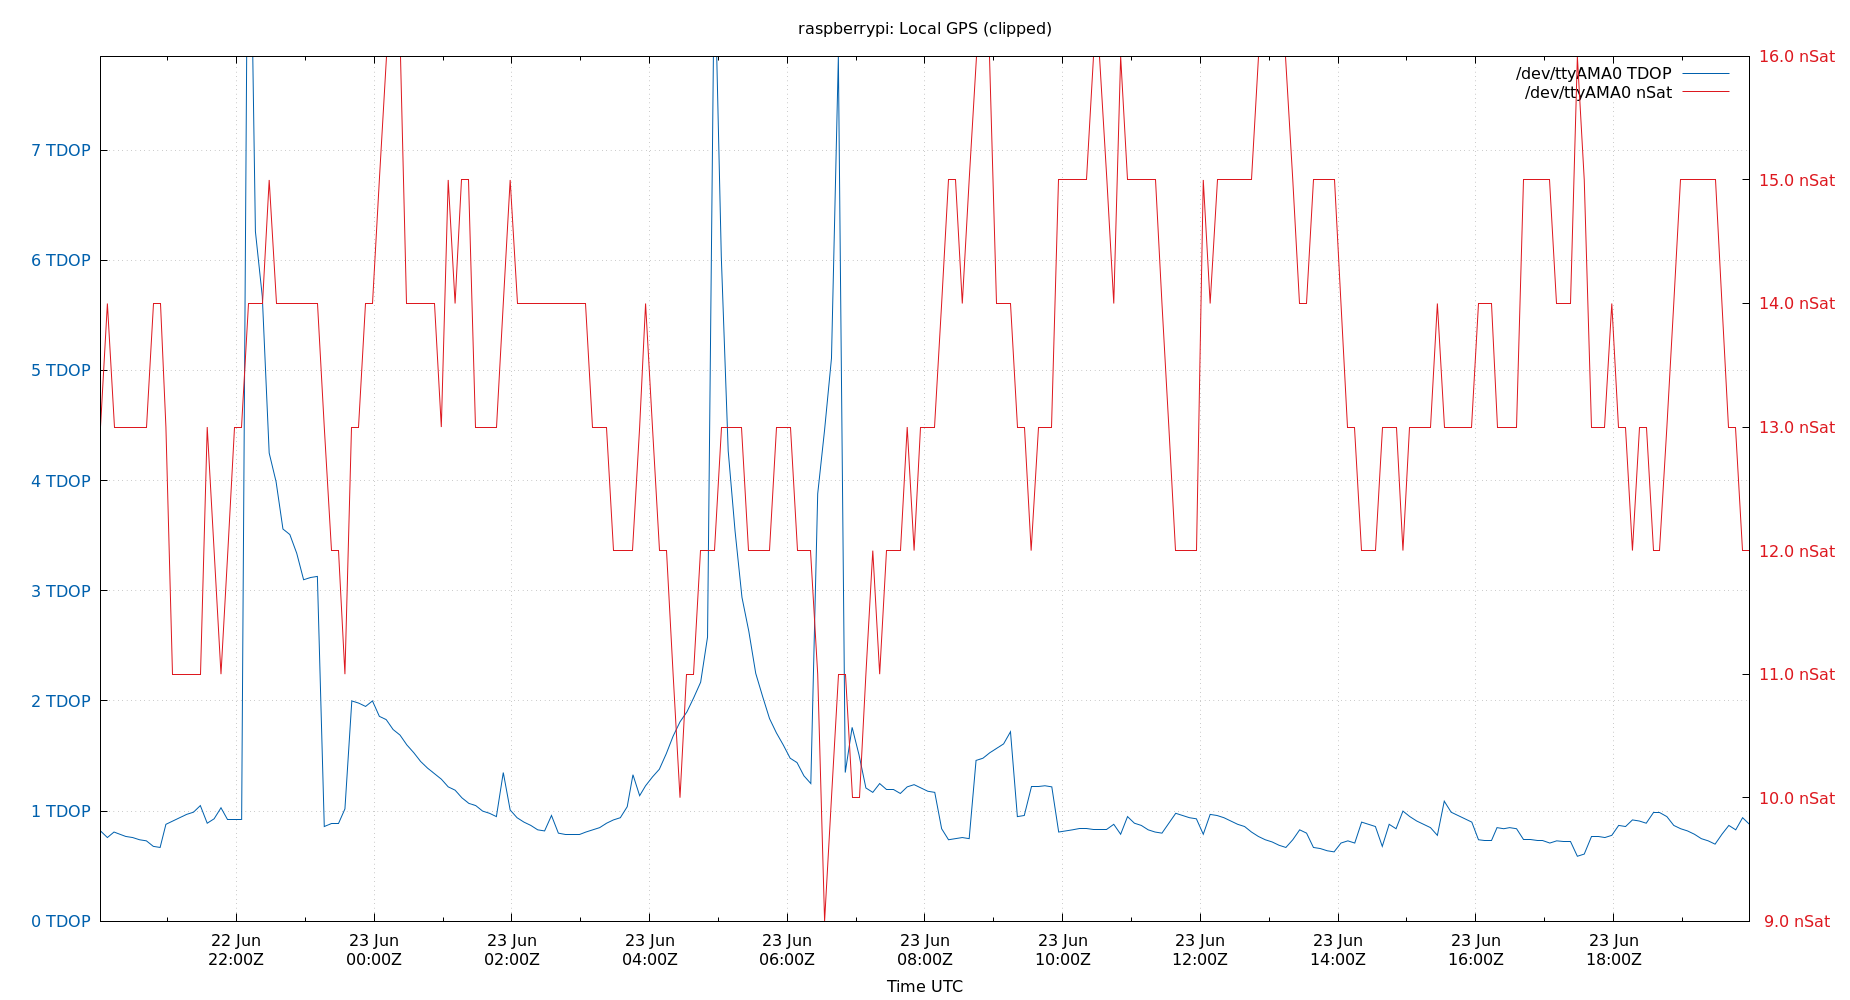 raspberrypi: Local GPS (clipped)
16.0 nSat
/dev/ttyAMA0 TDOP
/dev/ttyAMA0 nSat
7 TDOP
15.0 nSat
6 TDOP
14.0 nSat
5 TDOP
13.0 nSat
4 TDOP
12.0 nSat
3 TDOP
11.0 nSat
2 TDOP
10.0 nSat
1 TDOP
0 TDOP
9.0 nSat
22 Jun
22:00Z
23 Jun
00:00Z
23 Jun
02:00Z
23 Jun
04:00Z
23 Jun
06:00Z
23 Jun
08:00Z
23 Jun
10:00Z
23 Jun
12:00Z
23 Jun
14:00Z
23 Jun
16:00Z
23 Jun
18:00Z
Time UTC